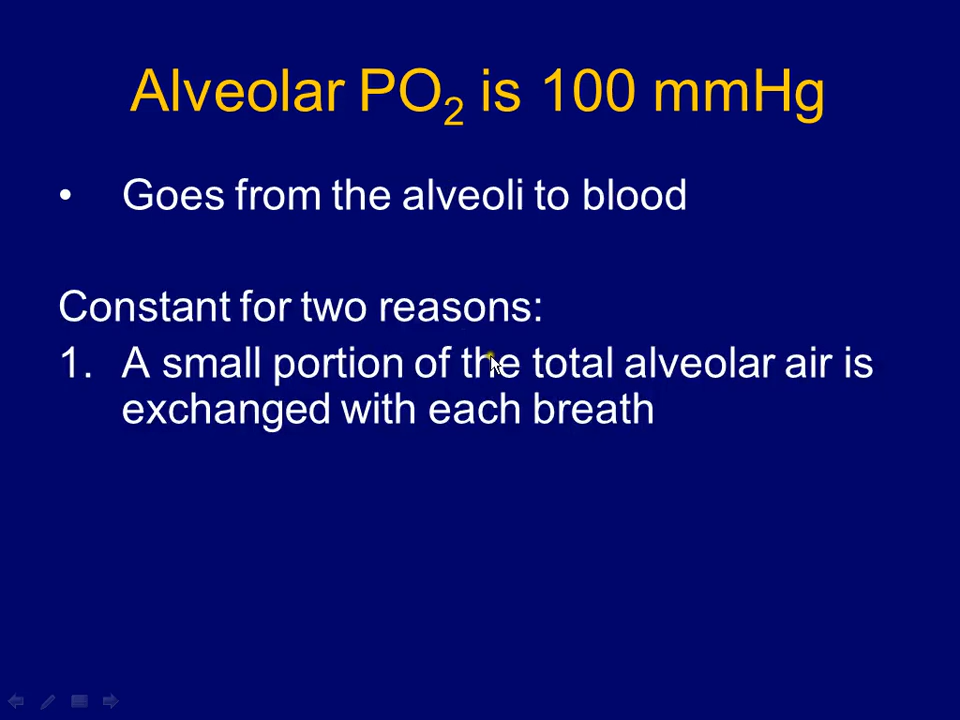 Alveolar PO₂ is 100 mmHg
• Goes from the alveoli to blood
Constant for two reasons:
1. A small portion of the total alveolar air is
exchanged with each breath